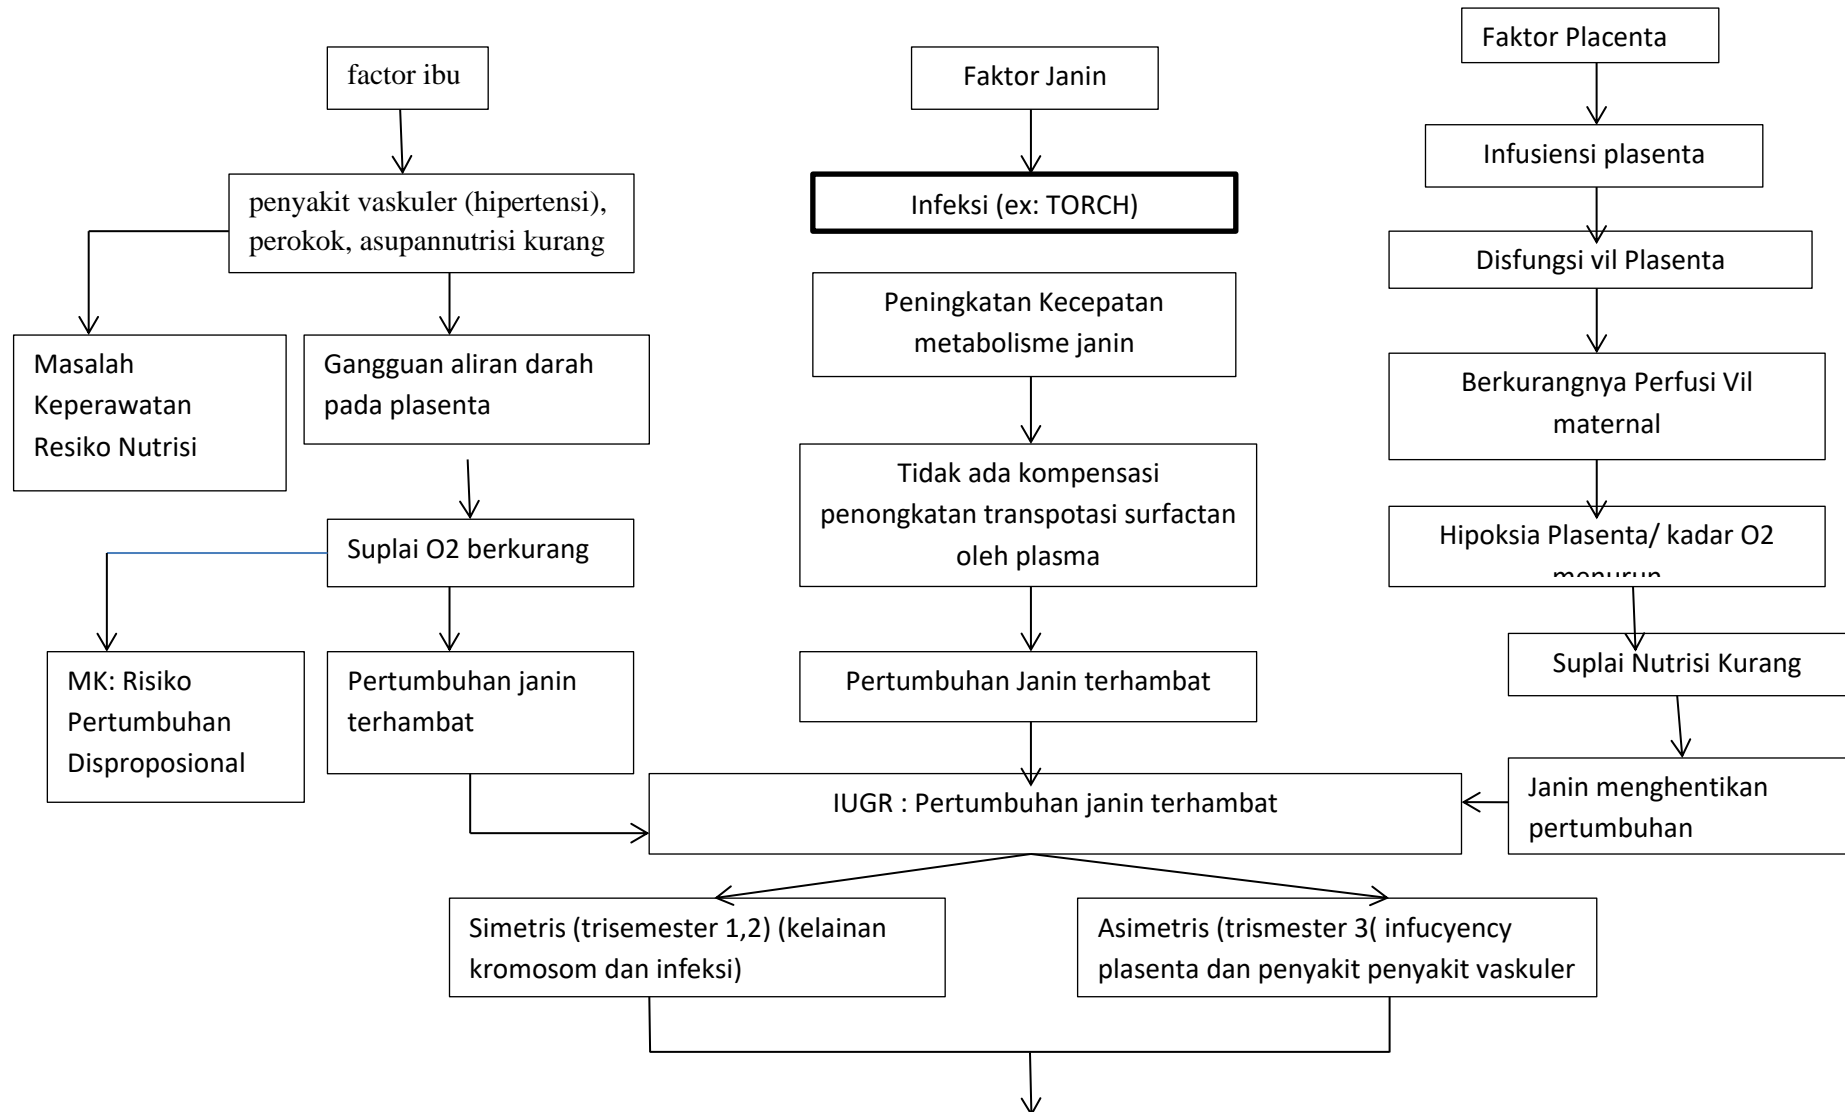 factor ibu
Faktor Janin
Faktor Placenta
penyakit vaskuler (hipertensi),
perokok, asupannutrisi kurang
Infeksi (ex: TORCH)
Infusiensi plasenta
Disfungsi vil Plasenta
Masalah
Keperawatan
Resiko Nutrisi
Gangguan aliran darah
pada plasenta
Peningkatan Kecepatan
metabolisme janin
Berkurangnya Perfusi Vil
maternal
Suplai O2 berkurang
Tidak ada kompensasi
penongkatan transpotasi surfactan
oleh plasma
Hipoksia Plasenta/ kadar O2
menurun
MK: Risiko
Pertumbuhan
Disproposional
Pertumbuhan janin
terhambat
Pertumbuhan Janin terhambat
Suplai Nutrisi Kurang
IUGR : Pertumbuhan janin terhambat
Janin menghentikan
pertumbuhan
Simetris (trisemester 1,2) (kelainan
kromosom dan infeksi)
Asimetris (trismester 3( infucyency
plasenta dan penyakit penyakit vaskuler